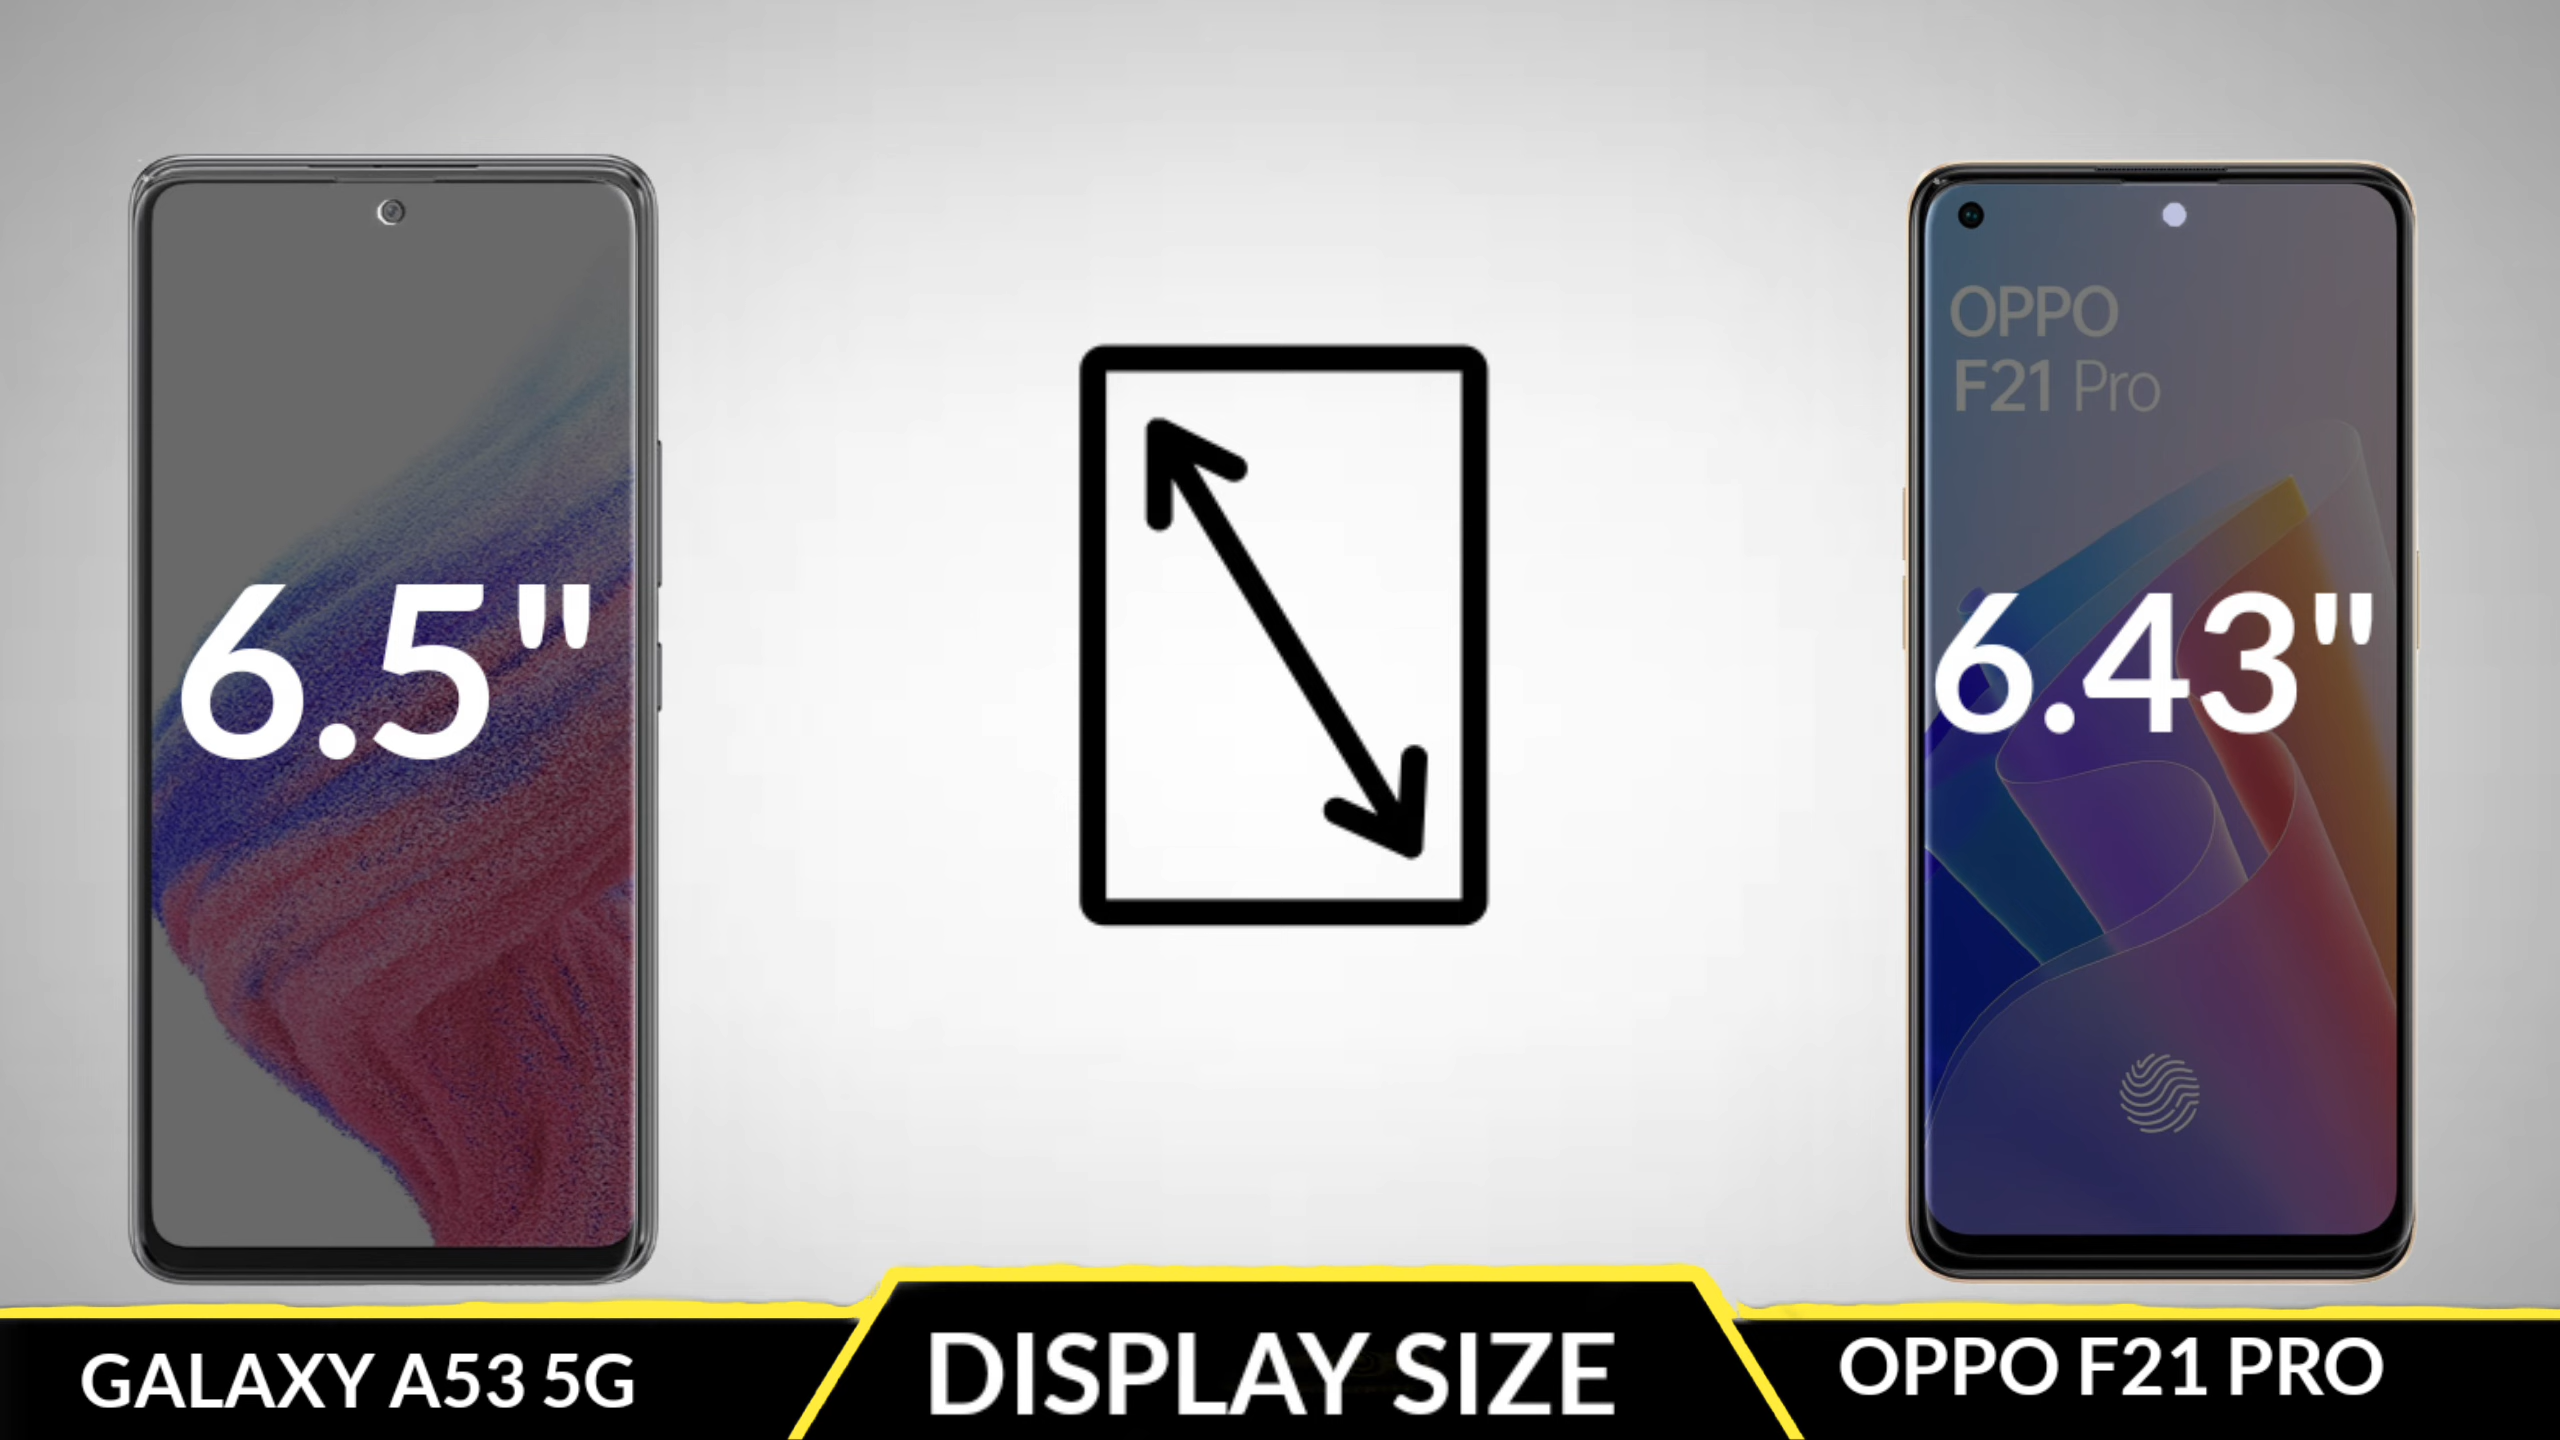 OPPO
F21 Pro
6.5"
6.43"
GALAXY A53 5G
DISPLAY SIZE
OPPO F21 PRO